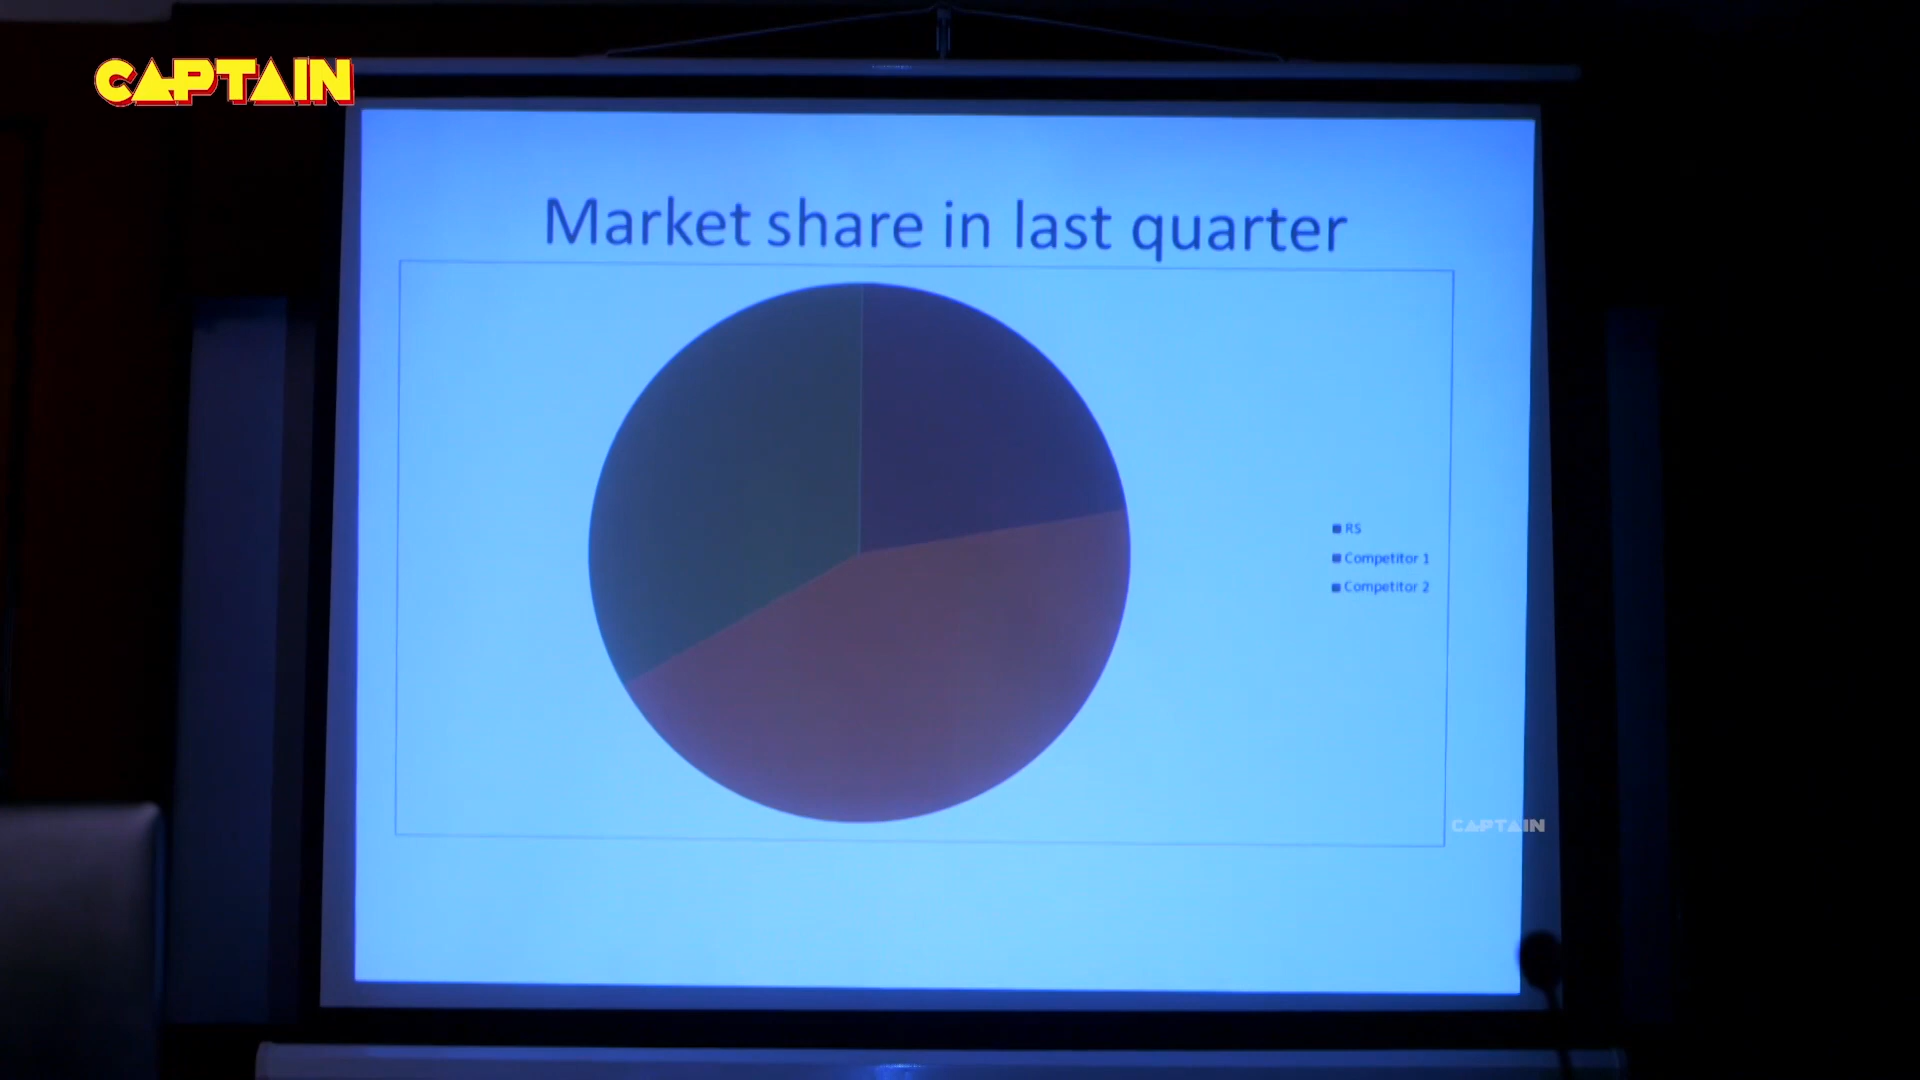 CAPTAIN
Market share in last quarter
RS
Competitor 1
Competitor 2
CAPTAIN